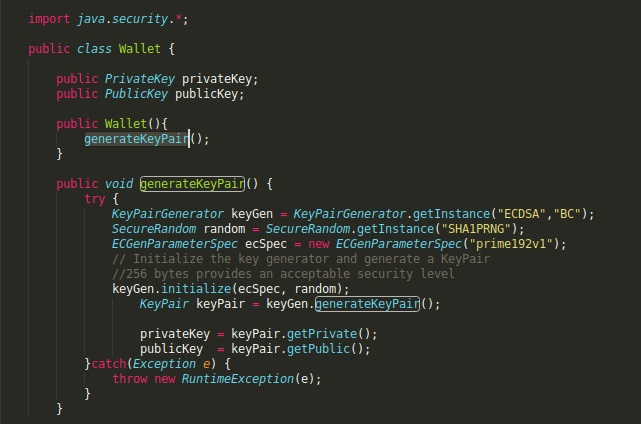 import java.security.*;
public class Wallet {
public PrivateKey privateKey;
public PublicKey publicKey;
public Wallet(){
generateKeyPair();
}
public void generateKeyPair() {
try {
KeyPairGenerator keyGen = KeyPairGenerator.getInstance("ECDSA","BC");
SecureRandom random = SecureRandom.getInstance("SHA1PRNG");
ECGenParameterSpec ecSpec = new ECGenParameterSpec("prime192v1");
// Initialize the key generator and generate a KeyPair
//256 bytes provides an acceptable security level
keyGen.initialize(ecSpec, random);
KeyPair keyPair = keyGen.generateKeyPair();
privateKey = keyPair.getPrivate();
publicKey  = keyPair.getPublic();
}catch(Exception e) {
throw new RuntimeException(e);
}
}